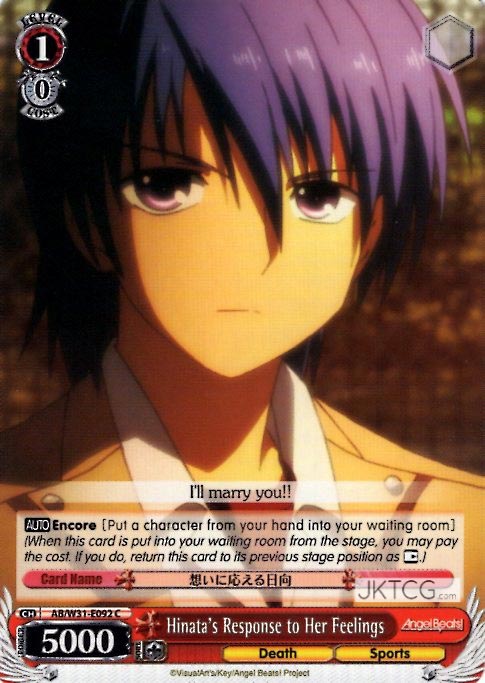 LEVEL
1
0
COST
I'll marry you!!
AUTO Encore [Put a character from your hand into your waiting room]
(When this card is put into your waiting room from the stage, you may pay
the cost. If you do, return this card to its previous stage position as .)
Card Name 想いに応える日向
JKTCG.com
GH AB/W31-E092 C
5000
Hinata's Response to Her Feelings
Angel Beats!
Death Sports
©VisualArt's/Key/Angel Beats! Project